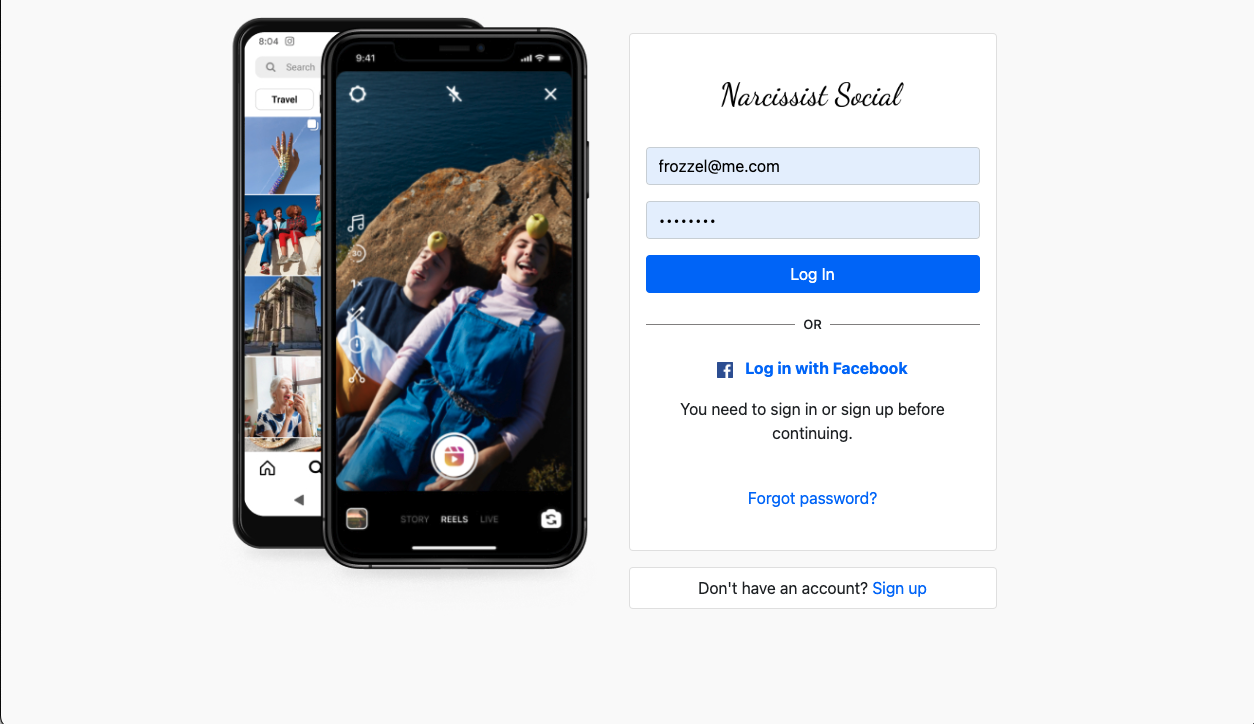 8:04
Search
Travel
9:41
30
1x
STORY REELS LIVE
Narcissist Social
frozzel@me.com
••••••••
Log In
OR
Log in with Facebook
You need to sign in or sign up before
continuing.
Forgot password?
Don't have an account? Sign up